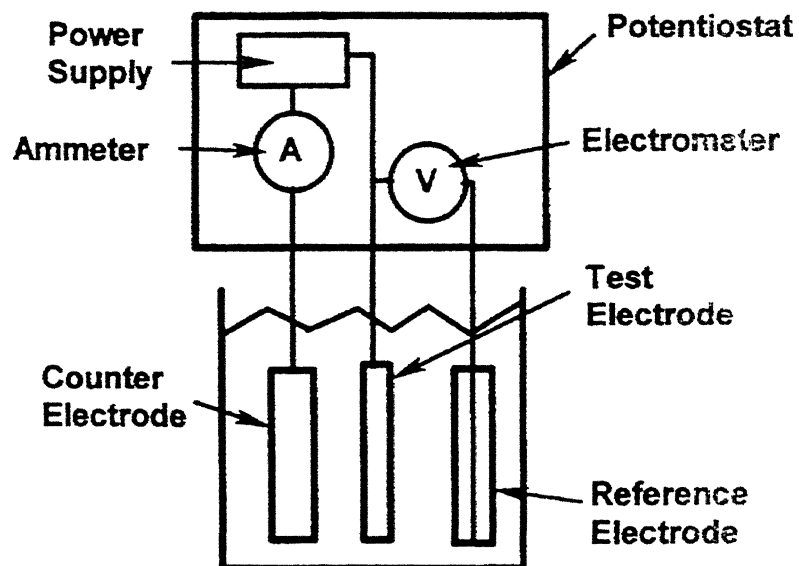 Power
Supply
Potentiostat
Ammeter
A
V
Electrometer
Test
Electrode
Counter
Electrode
Reference
Electrode